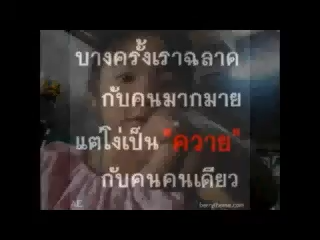 บางครั้งเราฉลาด
กับคนมากมาย
แต่โง่เป็น "ควาย"
กับคนคนเดียว
AE